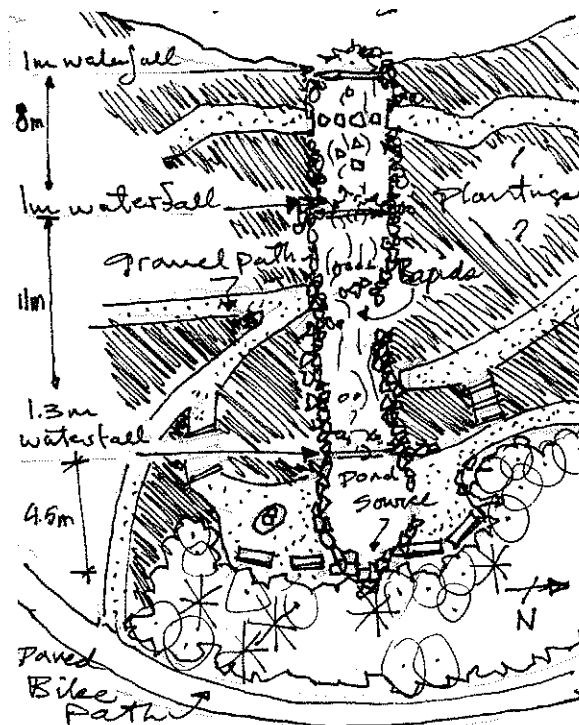 1m waterfall
8m
1m waterfall
Plantings
?
gravel path
Rapids
11m
1.3m
waterfall
Pond
Source
4.5m
N
Paved
Bike
path